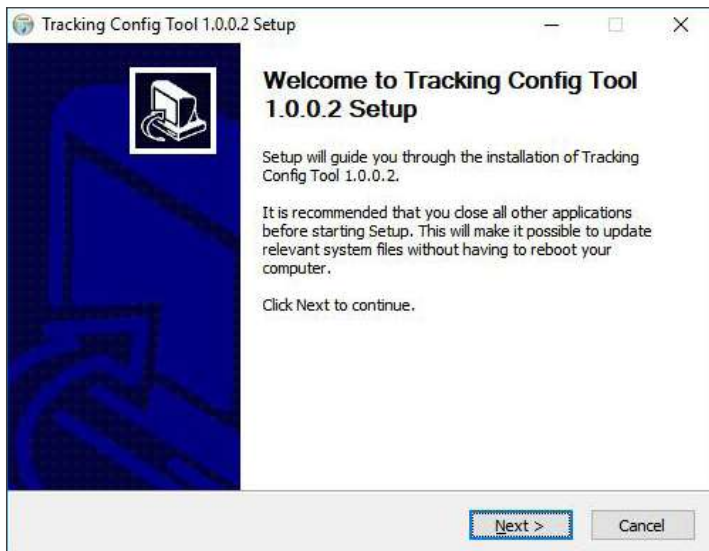 Tracking Config Tool 1.0.0.2 Setup
Welcome to Tracking Config Tool
1.0.0.2 Setup
Setup will guide you through the installation of Tracking
Config Tool 1.0.0.2.
It is recommended that you close all other applications
before starting Setup. This will make it possible to update
relevant system files without having to reboot your
computer.
Click Next to continue.
Next >
Cancel